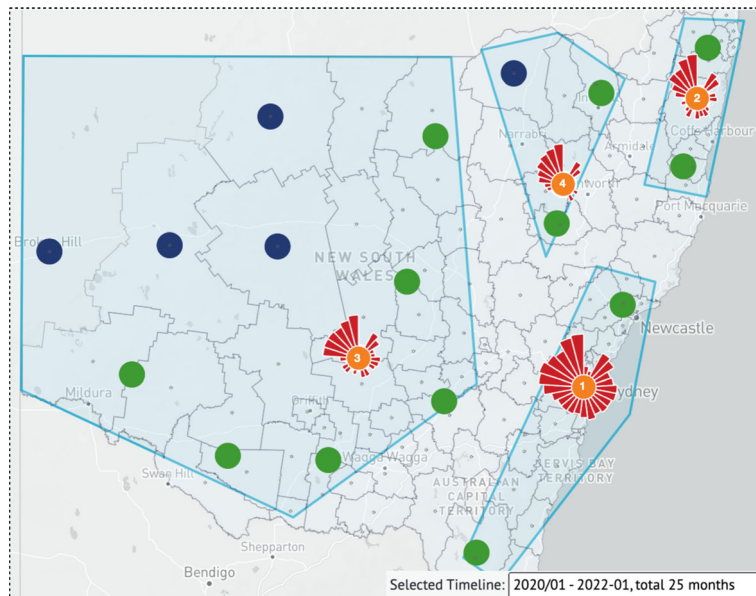 2
In
Narrabri
Armidale
Coffs Harbour
4
mworth
Port Macquarie
Broken Hill
NEW SOUTH
WALES
Newcastle
3
1
Sydney
Mildura
Griffith
Wagga Wagga
JERVIS BAY
TERRITORY
Swan Hill
AUSTRALIAN
CAPITAL
TERRITORY
Shepparton
Bendigo
Selected Timeline: 2020/01 - 2022-01, total 25 months